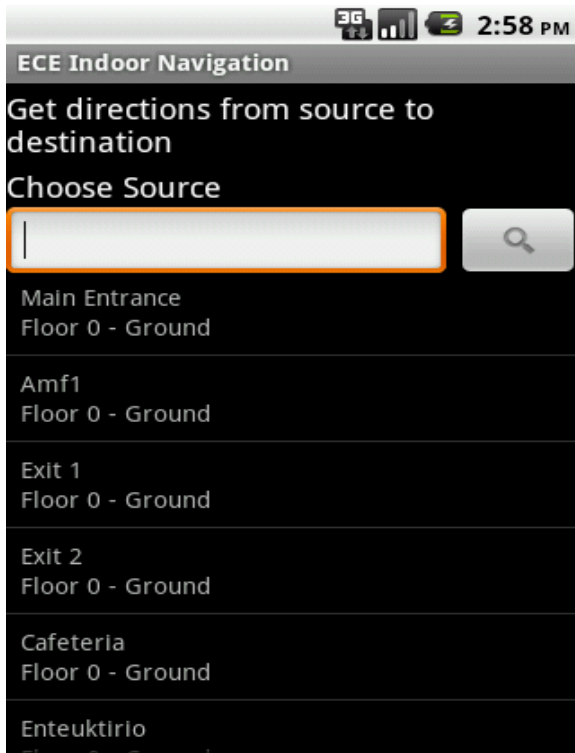 3G 2:58 PM
ECE Indoor Navigation
Get directions from source to
destination
Choose Source
Main Entrance
Floor 0 - Ground
Amf1
Floor 0 - Ground
Exit 1
Floor 0 - Ground
Exit 2
Floor 0 - Ground
Cafeteria
Floor 0 - Ground
Enteuktirio